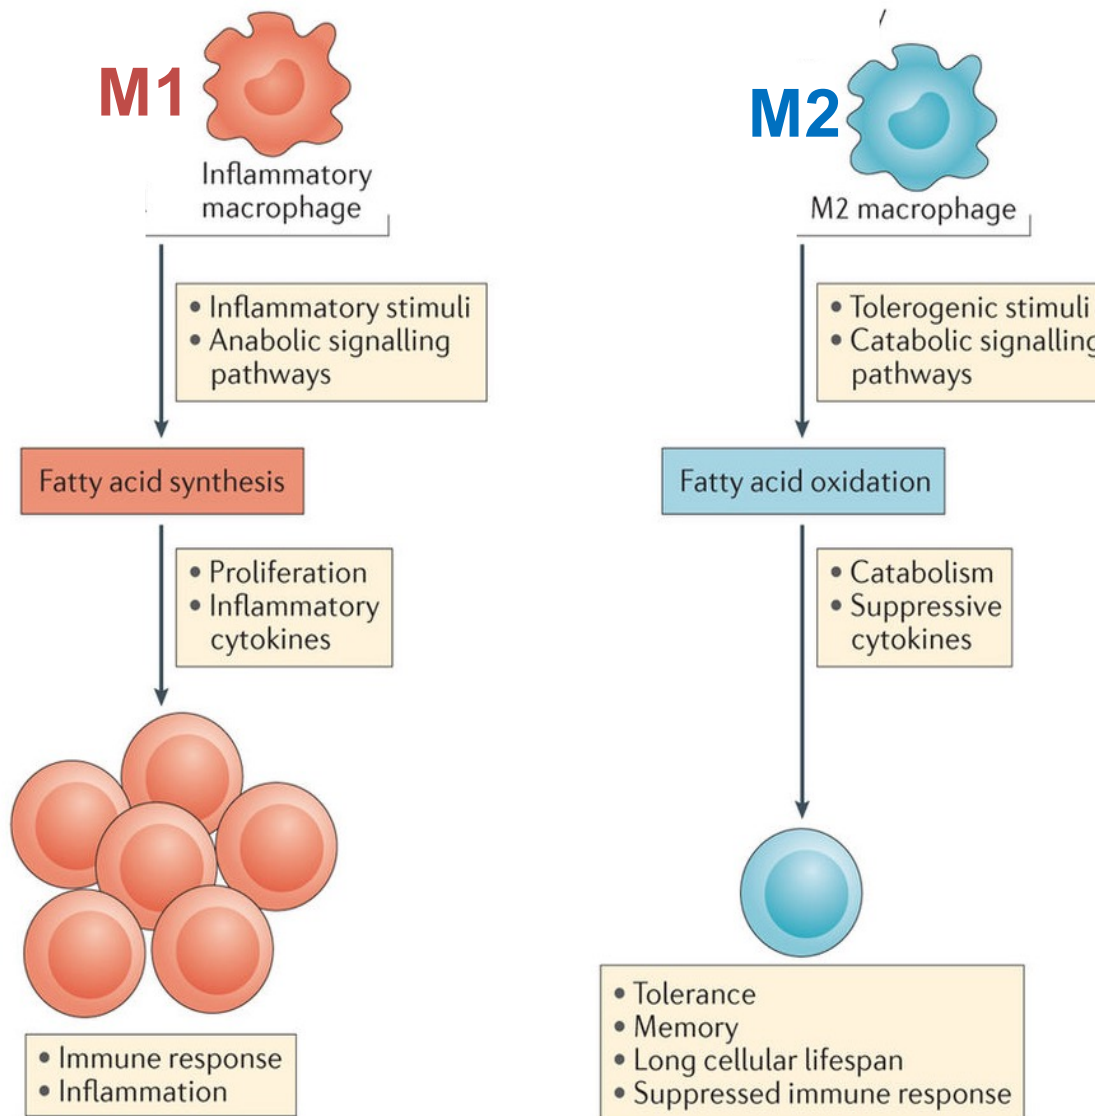 M1
Inflammatory
macrophage
• Inflammatory stimuli
• Anabolic signalling
pathways
Fatty acid synthesis
• Proliferation
• Inflammatory
cytokines
• Immune response
• Inflammation
M2
M2 macrophage
• Tolerogenic stimuli
• Catabolic signalling
pathways
Fatty acid oxidation
• Catabolism
• Suppressive
cytokines
• Tolerance
• Memory
• Long cellular lifespan
• Suppressed immune response